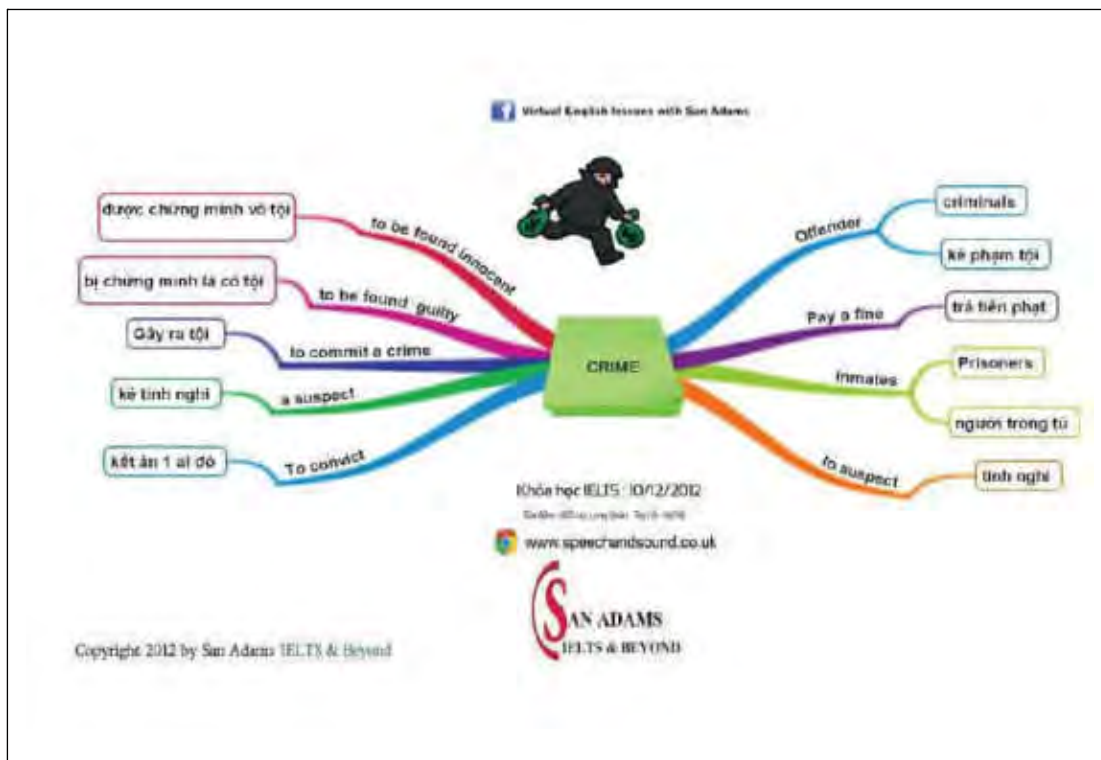 Virtual English lessons with San Adams
được chứng minh vô tội
to be found innocent
bị chứng minh là có tội
to be found guilty
Gây ra tội
to commit a crime
kẻ tình nghi
a suspect
kết án 1 ai đó
To convict
CRIME
Offender
criminals
kẻ phạm tội
Pay a fine
trả tiền phạt
Inmates
Prisoners
người trong tù
to suspect
tình nghi
Khóa học IELTS : 10/12/2012
www.speechandsound.co.uk
SAN ADAMS
IELTS & BEYOND
Copyright 2012 by San Adams IELTS & Beyond